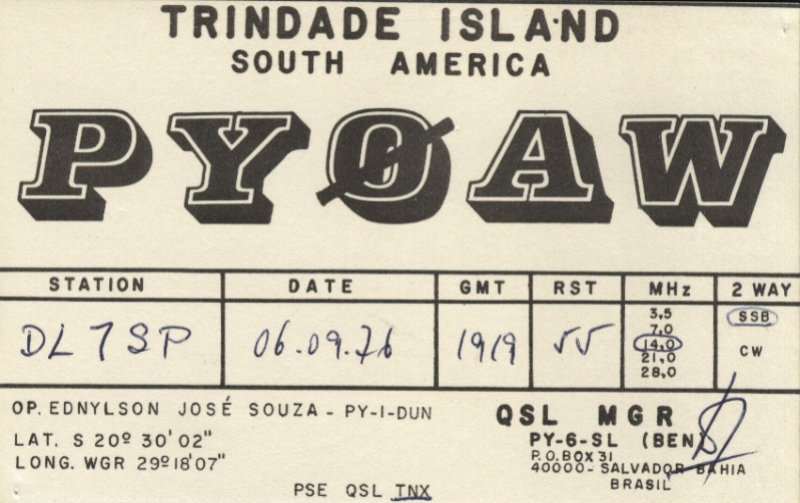 TRINDADE ISLAND
SOUTH AMERICA
PYØAW
STATION DATE GMT RST MHz 2 WAY
DL7SP 06.09.76 1919 55 3,5 SSB
7,0
14,0
21,0 CW
28,0
OP. EDNYLSON JOSÉ SOUZA - PY-1-DUN
LAT. S 20º 30'02"
LONG. WGR 29º18'07"
QSL MGR
PY-6-SL (BEN)
P.O.BOX 31
40000- SALVADOR BAHIA
BRASIL
PSE QSL TNX